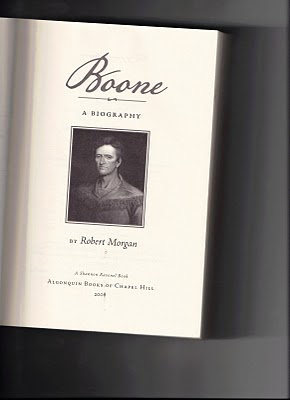 Boone
A BIOGRAPHY
BY Robert Morgan
A Shannon Ravenel Book
ALGONQUIN BOOKS OF CHAPEL HILL
2008